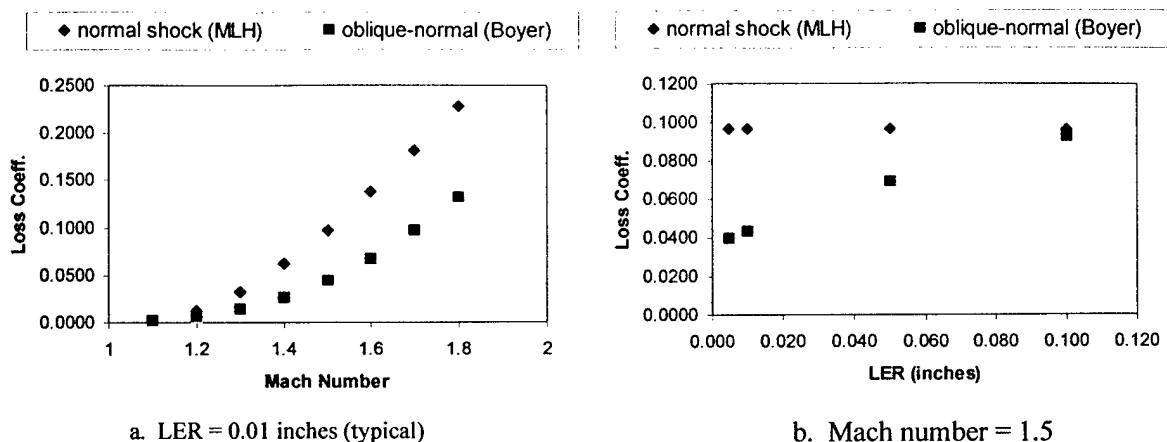 normal shock (MLH) oblique-normal (Boyer)
0.2500
0.2000
0.1500
0.1000
0.0500
0.0000
Loss Coeff.
1 1.2 1.4 1.6 1.8 2
Mach Number
a. LER = 0.01 inches (typical)
normal shock (MLH) oblique-normal (Boyer)
0.1200
0.1000
0.0800
0.0600
0.0400
0.0200
0.0000
Loss Coeff.
0.000 0.020 0.040 0.060 0.080 0.100 0.120
LER (inches)
b. Mach number = 1.5